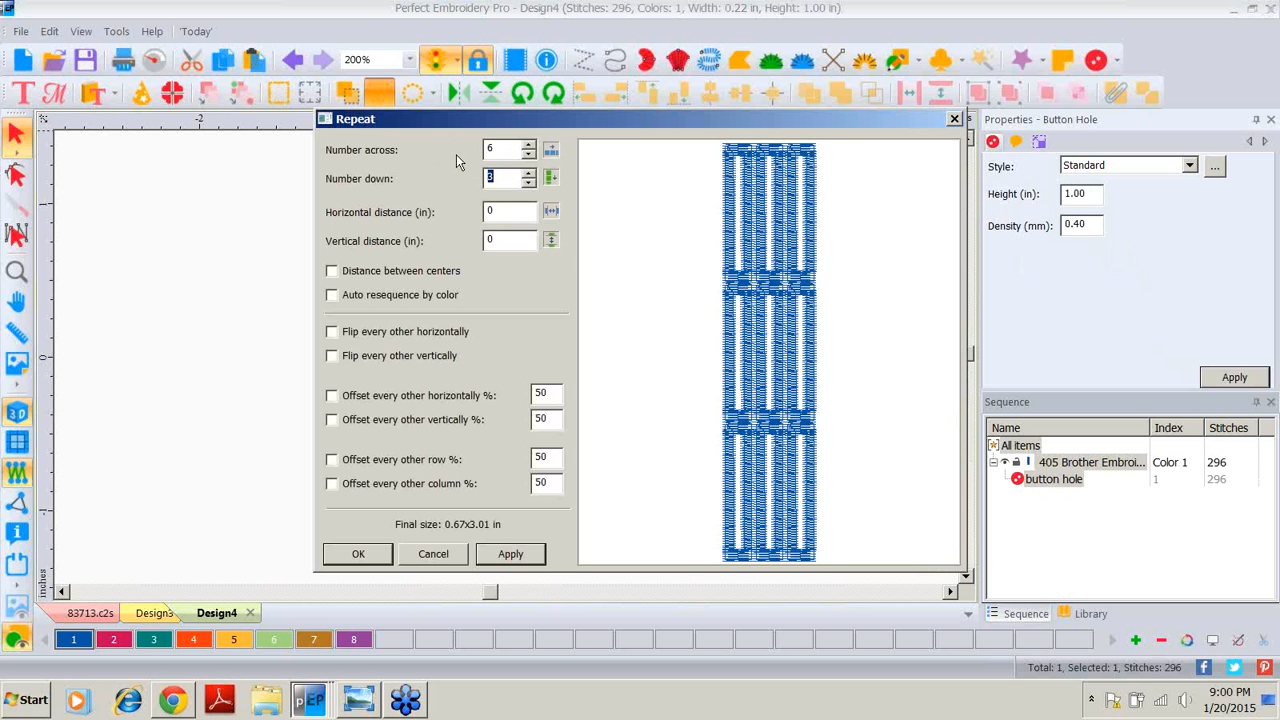 Perfect Embroidery Pro - Design4 (Stitches: 296, Colors: 1, Width: 0.22 in, Height: 1.00 in)
File Edit View Tools Help 'Today'
200%
-2
Repeat
Number across: 6
Number down: 3
Horizontal distance (in): 0
Vertical distance (in): 0
Distance between centers
Auto resequence by color
Flip every other horizontally
Flip every other vertically
Offset every other horizontally %: 50
Offset every other vertically %: 50
Offset every other row %: 50
Offset every other column %: 50
Final size: 0.67x3.01 in
OK Cancel Apply
Properties - Button Hole
Style: Standard ...
Height (in): 1.00
Density (mm): 0.40
Apply
Sequence
Name Index Stitches
All items
405 Brother Embroi... Color 1 296
button hole 1 296
Sequence Library
0
inches
3D
83713.c2s Design3 Design4
1 2 3 4 5 6 7 8
Total: 1, Selected: 1, Stitches: 296
Start
pEP
9:00 PM
1/20/2015